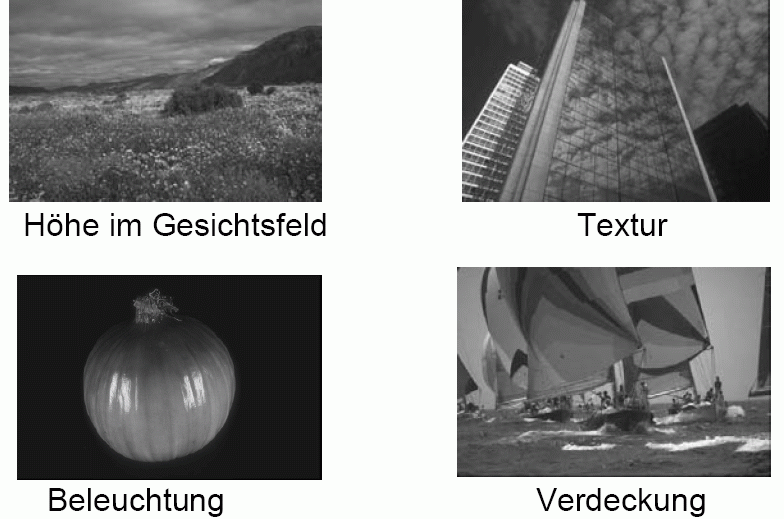 Höhe im Gesichtsfeld
Textur
Beleuchtung
Verdeckung